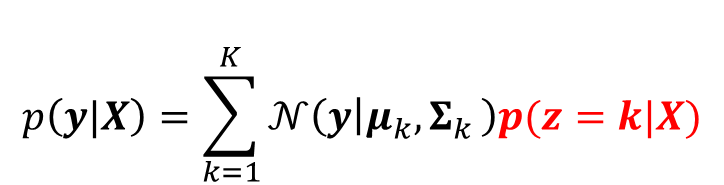 p(y|X) = ∑_{k=1}^{K} 𝒩(y|μ_k, Σ_k)p(z = k|X)